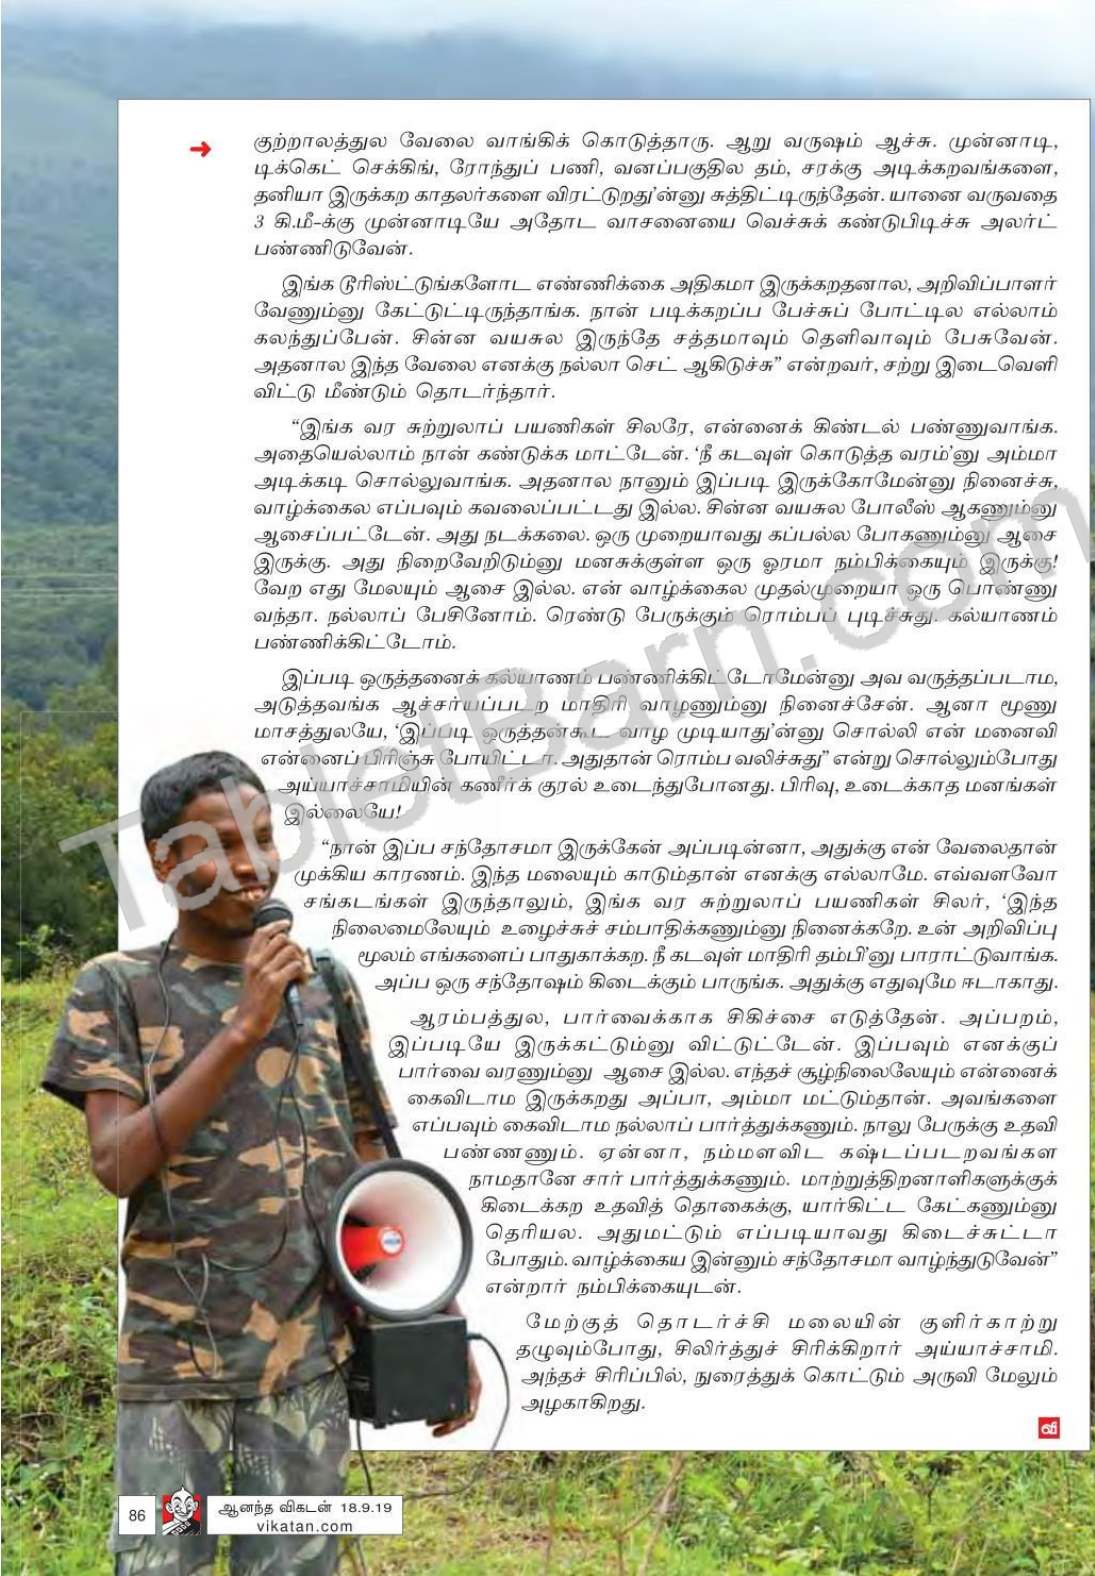 குற்றாலத்துல வேலை வாங்கிக் கொடுத்தாரு. ஆறு வருஷம் ஆச்சு. முன்னாடி,
டிக்கெட் செக்கிங், ரோந்துப் பணி, வனப்பகுதில தம், சரக்கு அடிக்கறவங்களை,
தனியா இருக்கற காதலர்களை விரட்டுறது’ன்னு சுத்திட்டிருந்தேன். யானை வருவதை
3 கி.மீ-க்கு முன்னாடியே அதோட வாசனையை வெச்சுக் கண்டுபிடிச்சு அலர்ட்
பண்ணிடுவேன்.
இங்க டூரிஸ்ட்டுங்களோட எண்ணிக்கை அதிகமா இருக்கறதனால, அறிவிப்பாளர்
வேணும்னு கேட்டுட்டிருந்தாங்க. நான் படிக்கறப்ப பேச்சுப் போட்டில எல்லாம்
கலந்துப்பேன். சின்ன வயசுல இருந்தே சத்தமாவும் தெளிவாவும் பேசுவேன்.
அதனால இந்த வேலை எனக்கு நல்லா செட் ஆகிடுச்சு” என்றவர், சற்று இடைவெளி
விட்டு மீண்டும் தொடர்ந்தார்.
“இங்க வர சுற்றுலாப் பயணிகள் சிலரே, என்னைக் கிண்டல் பண்ணுவாங்க.
அதையெல்லாம் நான் கண்டுக்க மாட்டேன். ‘நீ கடவுள் கொடுத்த வரம்’னு அம்மா
அடிக்கடி சொல்லுவாங்க. அதனால நானும் இப்படி இருக்கோமேன்னு நினைச்சு,
வாழ்க்கைல எப்பவும் கவலைப்பட்டது இல்ல. சின்ன வயசுல போலீஸ் ஆகணும்னு
ஆசைப்பட்டேன். அது நடக்கலை. ஒரு முறையாவது கப்பல்ல போகணும்னு ஆசை
இருக்கு. அது நிறைவேறிடும்னு மனசுக்குள்ள ஒரு ஓரமா நம்பிக்கையும் இருக்கு!
வேற எது மேலயும் ஆசை இல்ல. என் வாழ்க்கைல முதல்முறையா ஒரு பொண்ணு
வந்தா. நல்லாப் பேசினோம். ரெண்டு பேருக்கும் ரொம்பப் புடிச்சுது. கல்யாணம்
பண்ணிக்கிட்டோம்.
இப்படி ஒருத்தனைக் கல்யாணம் பண்ணிக்கிட்டோமேன்னு அவ வருத்தப்படாம,
அடுத்தவங்க ஆச்சர்யப்படற மாதிரி வாழணும்னு நினைச்சேன். ஆனா மூணு
மாசத்துலயே, ‘இப்படி ஒருத்தன்கூட வாழ முடியாது’ன்னு சொல்லி என் மனைவி
என்னைப்பிரிஞ்சு போயிட்டா. அதுதான் ரொம்ப வலிச்சுது” என்று சொல்லும்போது
அய்யாச்சாமியின் கணீர்க் குரல் உடைந்துபோனது. பிரிவு, உடைக்காத மனங்கள்
இல்லையே!
“நான் இப்ப சந்தோசமா இருக்கேன் அப்படின்னா, அதுக்கு என் வேலைதான்
முக்கிய காரணம். இந்த மலையும் காடும்தான் எனக்கு எல்லாமே. எவ்வளவோ
சங்கடங்கள் இருந்தாலும், இங்க வர சுற்றுலாப் பயணிகள் சிலர், ‘இந்த
நிலைமைலேயும் உழைச்சுச் சம்பாதிக்கணும்னு நினைக்கறே. உன் அறிவிப்பு
மூலம் எங்களைப் பாதுகாக்கற. நீ கடவுள் மாதிரி தம்பி’னு பாராட்டுவாங்க.
அப்ப ஒரு சந்தோஷம் கிடைக்கும் பாருங்க. அதுக்கு எதுவுமே ஈடாகாது.
ஆரம்பத்துல, பார்வைக்காக சிகிச்சை எடுத்தேன். அப்பறம்,
இப்படியே இருக்கட்டும்னு விட்டுட்டேன். இப்பவும் எனக்குப்
பார்வை வரணும்னு ஆசை இல்ல. எந்தச் சூழ்நிலைலேயும் என்னைக்
கைவிடாம இருக்கறது அப்பா, அம்மா மட்டும்தான். அவங்களை
எப்பவும் கைவிடாம நல்லாப் பார்த்துக்கணும். நாலு பேருக்கு உதவி
பண்ணணும். ஏன்னா, நம்மளவிட கஷ்டப்படறவங்கள
நாமதானே சார் பார்த்துக்கணும். மாற்றுத்திறனாளிகளுக்குக்
கிடைக்கற உதவித் தொகைக்கு, யார்கிட்ட கேட்கணும்னு
தெரியல. அதுமட்டும் எப்படியாவது கிடைச்சுட்டா
போதும். வாழ்க்கைய இன்னும் சந்தோசமா வாழ்ந்துடுவேன்”
என்றார் நம்பிக்கையுடன்.
மேற்குத் தொடர்ச்சி மலையின் குளிர்காற்று
தழுவும்போது, சிலிர்த்துச் சிரிக்கிறார் அய்யாச்சாமி.
அந்தச் சிரிப்பில், நுரைத்துக் கொட்டும் அருவி மேலும்
அழகாகிறது.
வி
86
ஆனந்த விகடன் 18.9.19
vikatan.com
TabletBarn.com